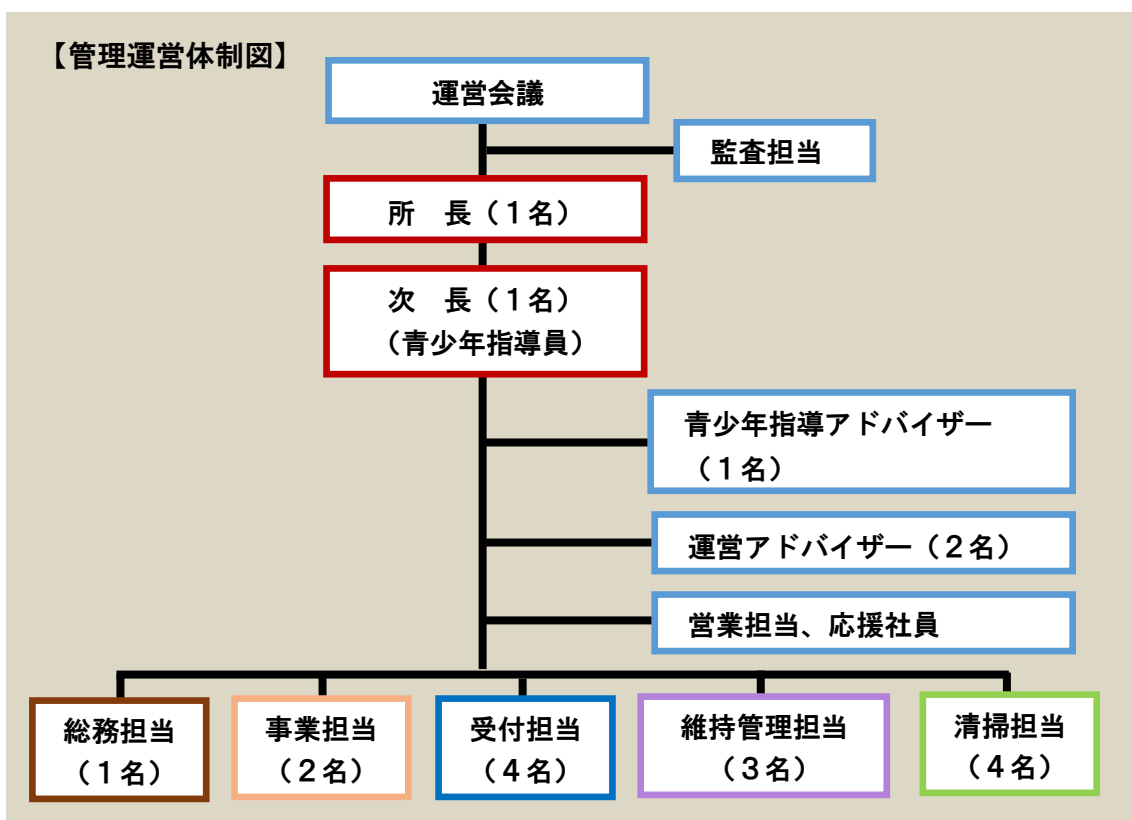 【管理運営体制図】
運営会議
監査担当
所　長（１名）
次　長（１名）
（青少年指導員）
青少年指導アドバイザー
（１名）
運営アドバイザー（２名）
営業担当、応援社員
総務担当
（１名）
事業担当
（２名）
受付担当
（４名）
維持管理担当
（３名）
清掃担当
（４名）